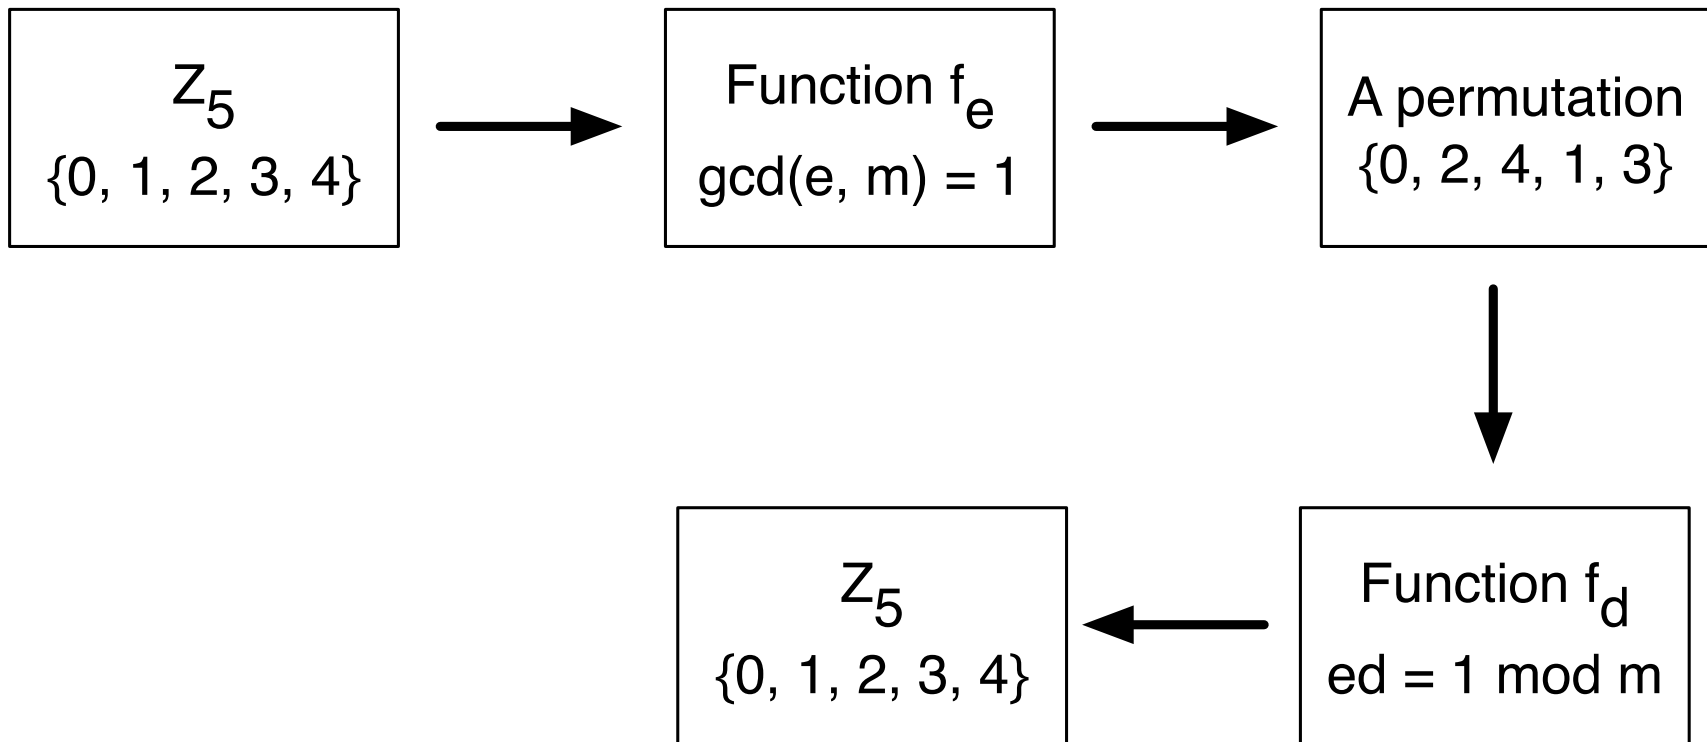 Z₅
{0, 1, 2, 3, 4}
Function fₑ
gcd(e, m) = 1
A permutation
{0, 2, 4, 1, 3}
Z₅
{0, 1, 2, 3, 4}
Function f_d
ed = 1 mod m